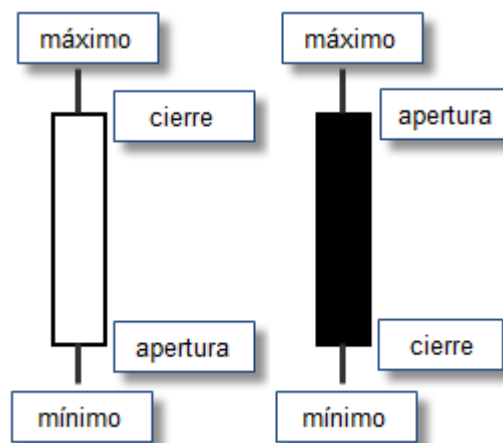 máximo
máximo
cierre
apertura
apertura
cierre
mínimo
mínimo